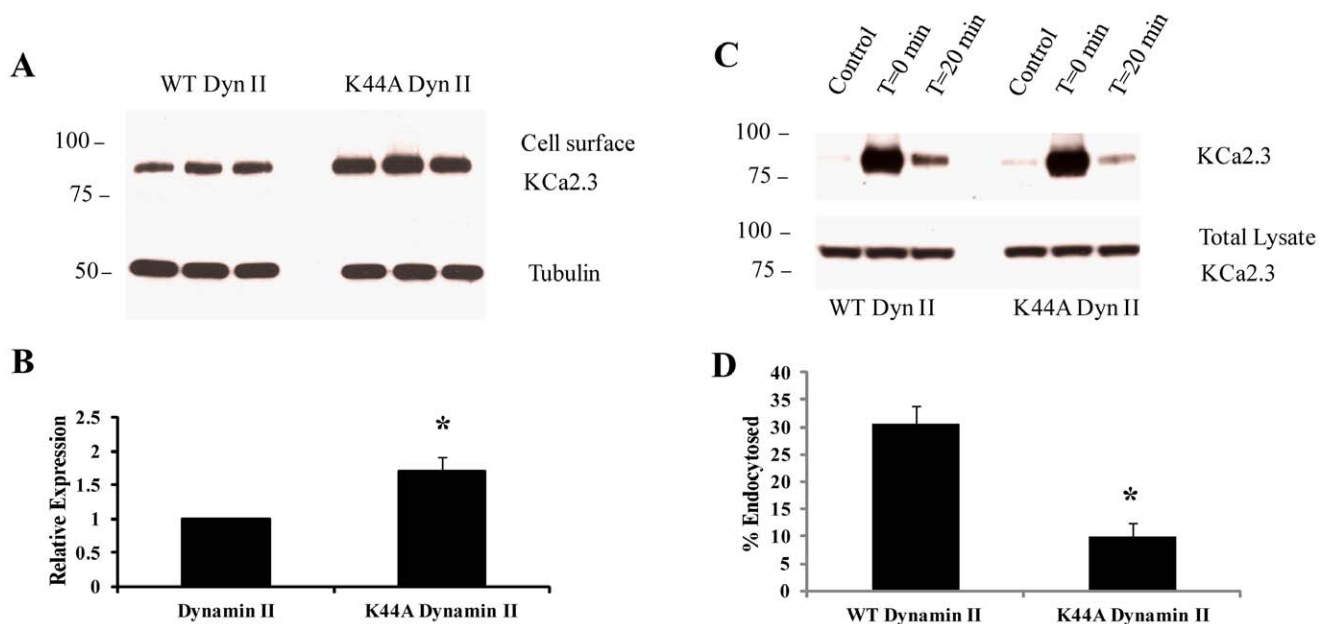 A
WT Dyn II K44A Dyn II
100 –
75 –
50–
Cell surface
KCa2.3
Tubulin
B
Relative Expression
2.5
2
1.5
1
0.5
0
*
Dynamin II K44A Dynamin II
C
Control T=0 min T=20 min Control T=0 min T=20 min
100 –
75 –
KCa2.3
100 –
75 –
Total Lysate
KCa2.3
WT Dyn II K44A Dyn II
D
% Endocytosed
40
35
30
25
20
15
10
5
0
*
WT Dynamin II K44A Dynamin II